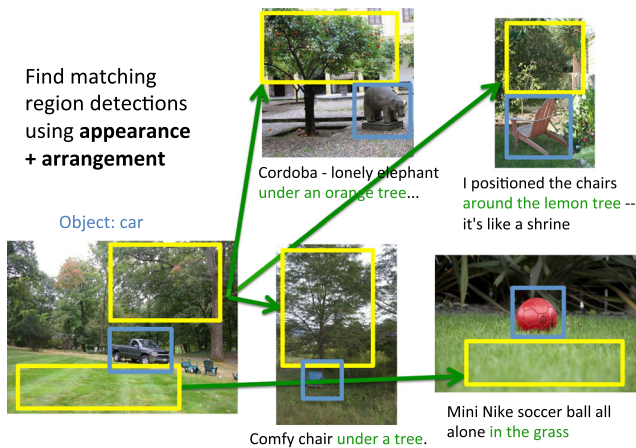 Find matching
region detections
using appearance
+ arrangement
Object: car
Cordoba - lonely elephant
under an orange tree...
I positioned the chairs
around the lemon tree --
it's like a shrine
Comfy chair under a tree.
Mini Nike soccer ball all
alone in the grass